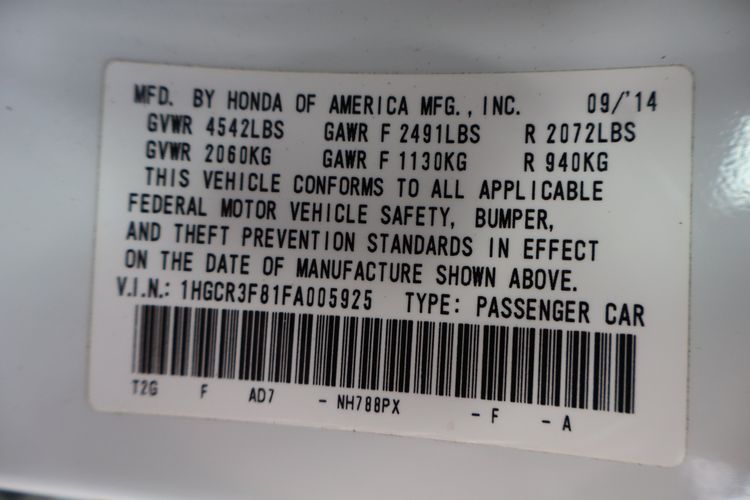 MFD. BY HONDA OF AMERICA MFG., INC. 09/'14
GVWR 4542LBS GAWR F 2491LBS R 2072LBS
GVWR 2060KG GAWR F 1130KG R 940KG
THIS VEHICLE CONFORMS TO ALL APPLICABLE
FEDERAL MOTOR VEHICLE SAFETY, BUMPER,
AND THEFT PREVENTION STANDARDS IN EFFECT
ON THE DATE OF MANUFACTURE SHOWN ABOVE.
V.I.N.: 1HGCR3F81FA005925 TYPE: PASSENGER CAR
T2G F AD7 - NH788PX - F - A